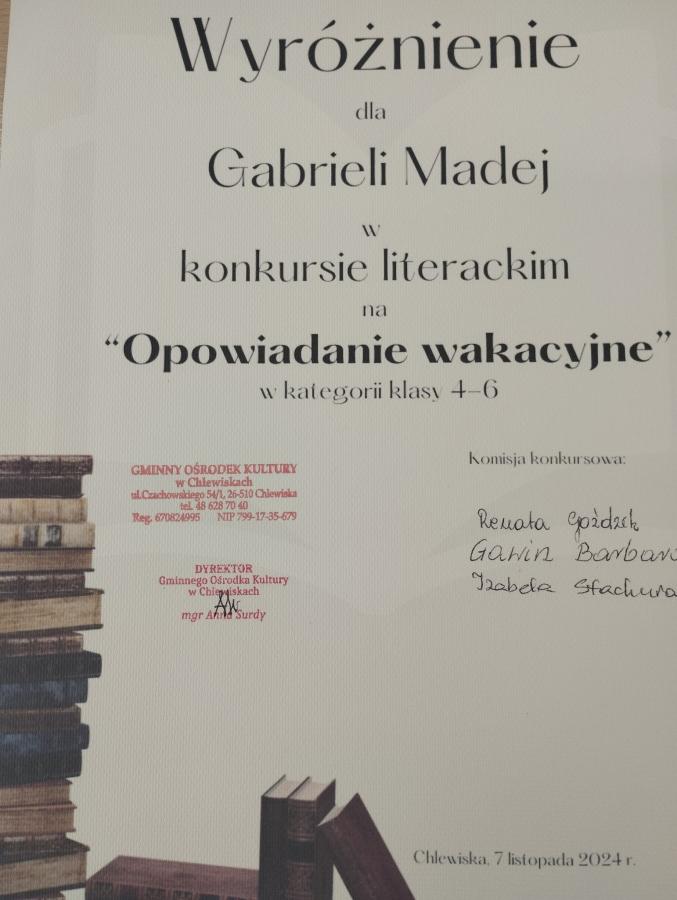 Wyróżnienie
dla
Gabrieli Madej
w
konkursie literackim
na
“Opowiadanie wakacyjne”
w kategorii klasy 4–6
GMINNY OŚRODEK KULTURY
w Chlewiskach
ul.Czachowskiego 54/1, 26-510 Chlewiska
tel. 48 628 70 40
Reg. 670824995 NIP 799-17-35-679
DYREKTOR
Gminnego Ośrodka Kultury
w Chlewiskach
mgr Anna Surdy
Komisja konkursowa:
Renata Goździk
Gawin Barbara
Izabela Stachura
Chlewiska, 7 listopada 2024 r.